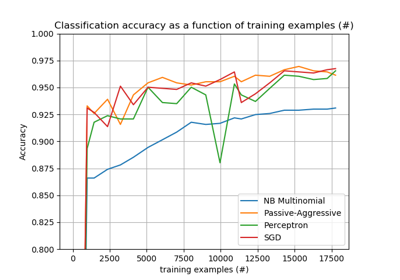 Classification accuracy as a function of training examples (#)
1.000
0.975
0.950
0.925
0.900
0.875
0.850
0.825
0.800
Accuracy
NB Multinomial
Passive-Aggressive
Perceptron
SGD
0 2500 5000 7500 10000 12500 15000 17500
training examples (#)